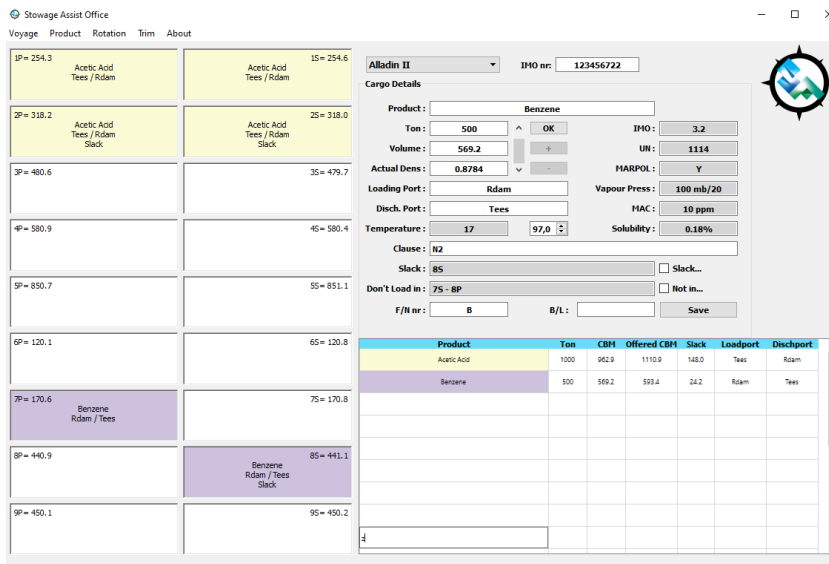 Stowage Assist Office
Voyage Product Rotation Trim About
1P= 254.3
Acetic Acid
Tees / Rdam
1S= 254.6
Acetic Acid
Tees / Rdam
2P= 318.2
Acetic Acid
Tees / Rdam
Slack
2S= 318.0
Acetic Acid
Tees / Rdam
Slack
3P= 480.6
3S= 479.7
4P= 580.9
4S= 580.4
5P= 850.7
5S= 851.1
6P= 120.1
6S= 120.8
7P= 170.6
Benzene
Rdam / Tees
7S= 170.8
8P= 440.9
8S= 441.1
Benzene
Rdam / Tees
Slack
9P= 450.1
9S= 450.2
Alladin II IMO nr: 123456722
Cargo Details
Product : Benzene
Ton : 500 OK IMO : 3.2
Volume : 569.2 + UN : 1114
Actual Dens : 0.8784 - MARPOL : Y
Loading Port : Rdam Vapour Press : 100 mb/20
Disch. Port : Tees MAC : 10 ppm
Temperature : 17 97,0 Solubility : 0.18%
Clause : N2
Slack : 8S Slack...
Don't Load in : 7S - 8P Not in...
F/N nr : B B/L : Save
Product Ton CBM Offered CBM Slack Loadport Dischport
Acetic Acid 1000 962.9 1110.9 148.0 Tees Rdam
Benzene 500 569.2 593.4 24.2 Rdam Tees
=